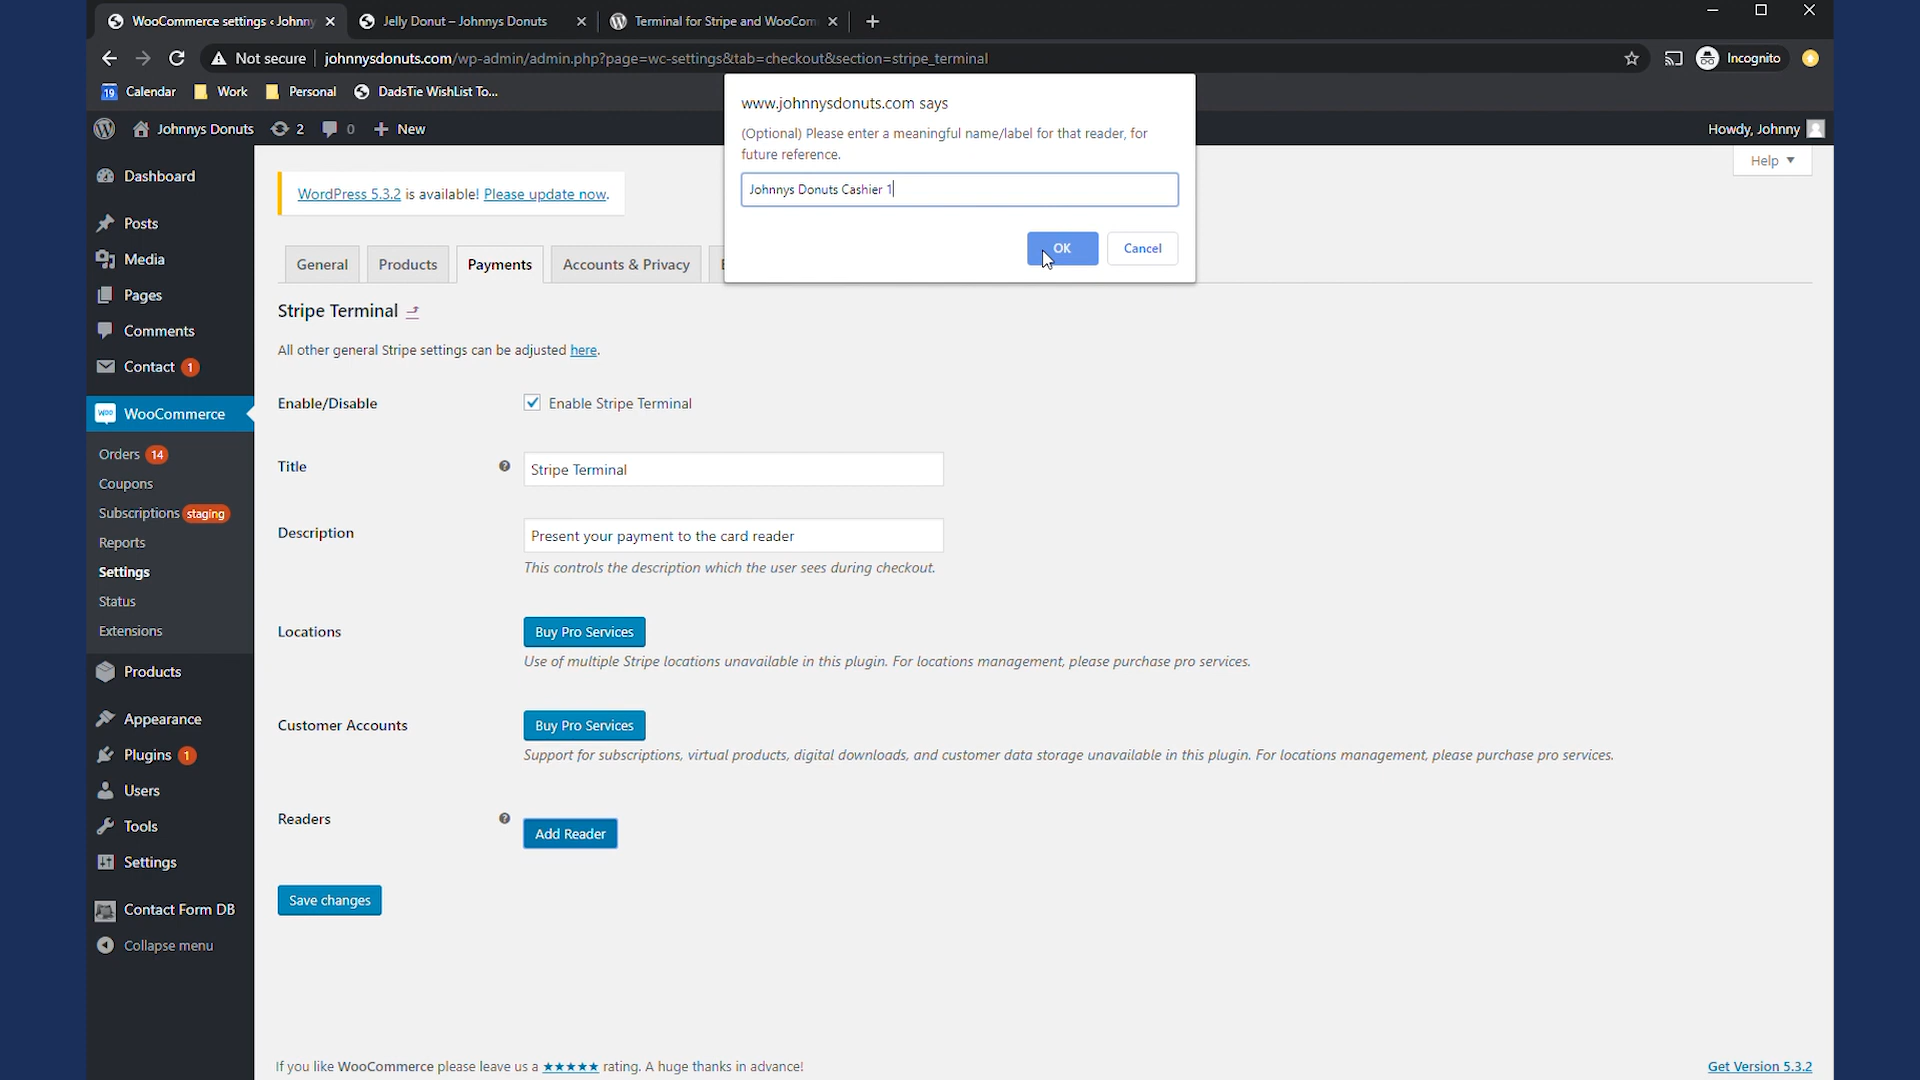 WooCommerce settings ‹ Johnny
Jelly Donut – Johnnys Donuts
Terminal for Stripe and WooCom
Not secure
johnnysdonuts.com/wp-admin/admin.php?page=wc-settings&tab=checkout&section=stripe_terminal
Incognito
19 Calendar
Work
Personal
DadsTie WishList To...
Johnnys Donuts
2
0
New
Howdy, Johnny
www.johnnysdonuts.com says
(Optional) Please enter a meaningful name/label for that reader, for
future reference.
Johnnys Donuts Cashier 1
OK
Cancel
Help
Dashboard
Posts
Media
Pages
Comments
Contact 1
WooCommerce
Orders 14
Coupons
Subscriptions staging
Reports
Settings
Status
Extensions
Products
Appearance
Plugins 1
Users
Tools
Settings
Contact Form DB
Collapse menu
WordPress 5.3.2 is available! Please update now.
General
Products
Payments
Accounts & Privacy
Stripe Terminal
All other general Stripe settings can be adjusted here.
Enable/Disable
Enable Stripe Terminal
Title
Stripe Terminal
Description
Present your payment to the card reader
This controls the description which the user sees during checkout.
Locations
Buy Pro Services
Use of multiple Stripe locations unavailable in this plugin. For locations management, please purchase pro services.
Customer Accounts
Buy Pro Services
Support for subscriptions, virtual products, digital downloads, and customer data storage unavailable in this plugin. For locations management, please purchase pro services.
Readers
Add Reader
Save changes
If you like WooCommerce please leave us a ★★★★★ rating. A huge thanks in advance!
Get Version 5.3.2